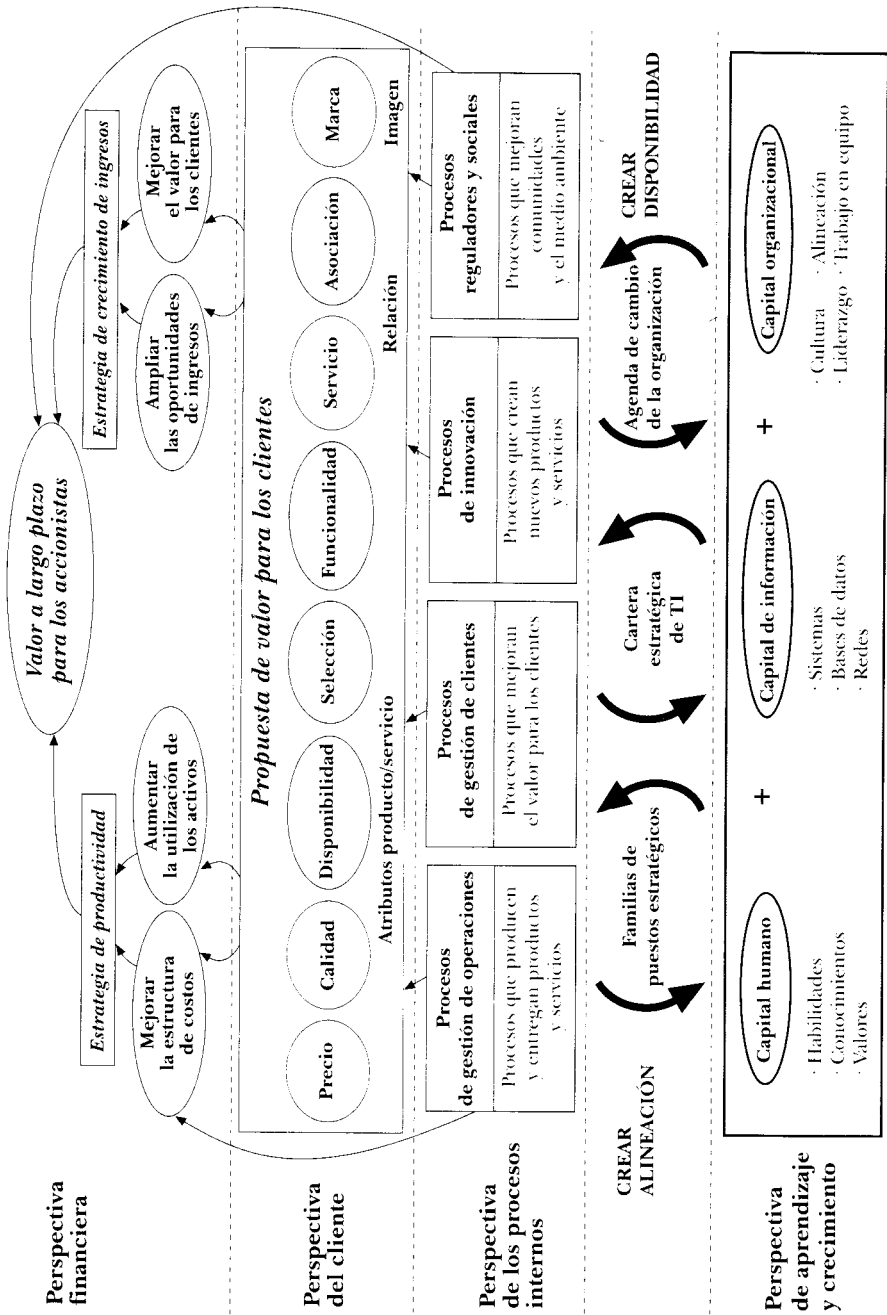 Perspectiva
financiera
Valor a largo plazo
para los accionistas
Estrategia de productividad
Estrategia de crecimiento de ingresos
Mejorar
la estructura
de costos
Aumentar
la utilización de
los activos
Ampliar
las oportunidades
de ingresos
Mejorar
el valor para
los clientes
Perspectiva
del cliente
Propuesta de valor para los clientes
Precio
Calidad
Disponibilidad
Selección
Funcionalidad
Servicio
Asociación
Marca
Atributos producto/servicio
Relación
Imagen
Perspectiva
de los procesos
internos
Procesos
de gestión de operaciones
Procesos que producen
y entregan productos
y servicios
Procesos
de gestión de clientes
Procesos que mejoran
el valor para los clientes
Procesos
de innovación
Procesos que crean
nuevos productos
y servicios
Procesos
reguladores y sociales
Procesos que mejoran
comunidades
y el medio ambiente
CREAR
ALINEACIÓN
Familias de
puestos estratégicos
Cartera
estratégica
de TI
Agenda de cambio
de la organización
CREAR
DISPONIBILIDAD
Perspectiva
de aprendizaje
y crecimiento
Capital humano
· Habilidades
· Conocimientos
· Valores
+
Capital de información
· Sistemas
· Bases de datos
· Redes
+
Capital organizacional
· Cultura · Alineación
· Liderazgo · Trabajo en equipo